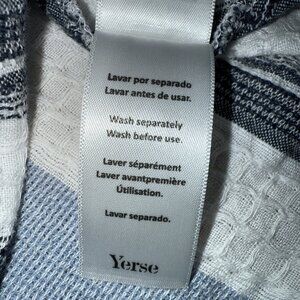 Lavar por separado
Lavar antes de usar.
Wash separately
Wash before use.
Laver séparément
Laver avantpremière
Útilisation.
Lavar separado.
Yerse